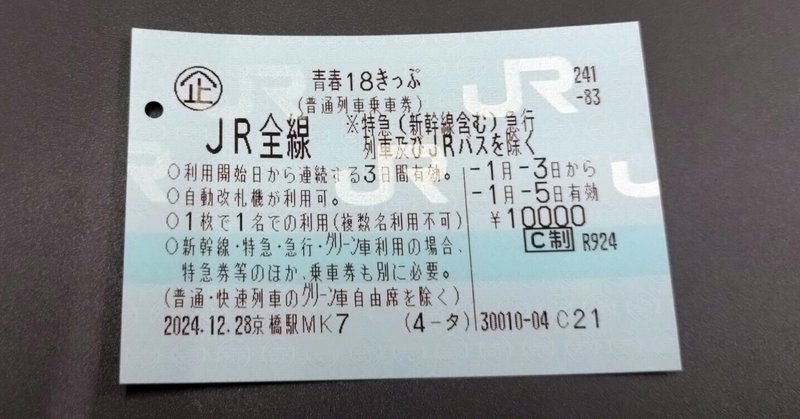 企
青春18きっぷ
241
-83
(普通列車乗車券)
JR全線
※特急(新幹線含む)急行
列車及びJRバスを除く
○利用開始日から連続する3日間有効。
-1月-3日から
○自動改札機が利用可。
-1月-5日有効
○1枚で1名での利用(複数名利用不可)
¥10000
○新幹線・特急・急行・グリーン車利用の場合、
C制 R924
特急券等のほか、乗車券も別に必要。
(普通・快速列車のグリーン車自由席を除く)
2024.12.28京橋駅MK7 (4-タ) 30010-04 C21
JR
JR
JR
JR